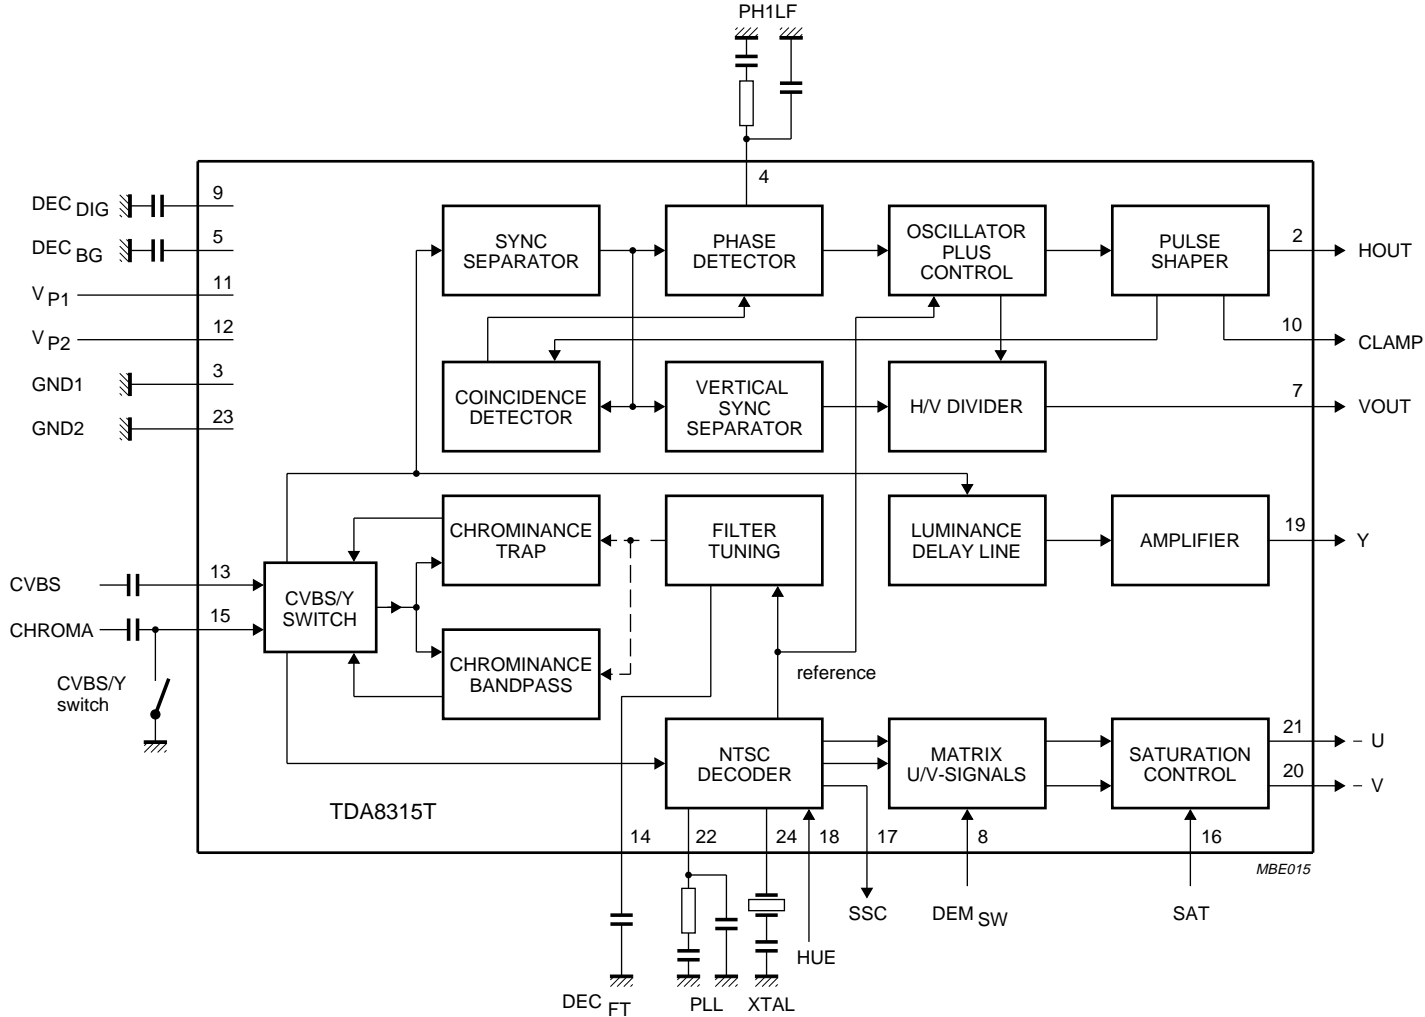 PH1LF
4
DEC DIG
9
DEC BG
5
V P1
11
V P2
12
GND1
3
GND2
23
SYNC
SEPARATOR
PHASE
DETECTOR
OSCILLATOR
PLUS
CONTROL
PULSE
SHAPER
2
HOUT
10
CLAMP
COINCIDENCE
DETECTOR
VERTICAL
SYNC
SEPARATOR
H/V DIVIDER
7
VOUT
CHROMINANCE
TRAP
FILTER
TUNING
LUMINANCE
DELAY LINE
AMPLIFIER
19
Y
CVBS
13
CHROMA
15
CVBS/Y
SWITCH
CVBS/Y
switch
CHROMINANCE
BANDPASS
reference
NTSC
DECODER
MATRIX
U/V-SIGNALS
SATURATION
CONTROL
21
– U
20
– V
TDA8315T
14
22
24
18
17
8
16
MBE015
SSC
DEM SW
SAT
HUE
DEC FT
PLL
XTAL